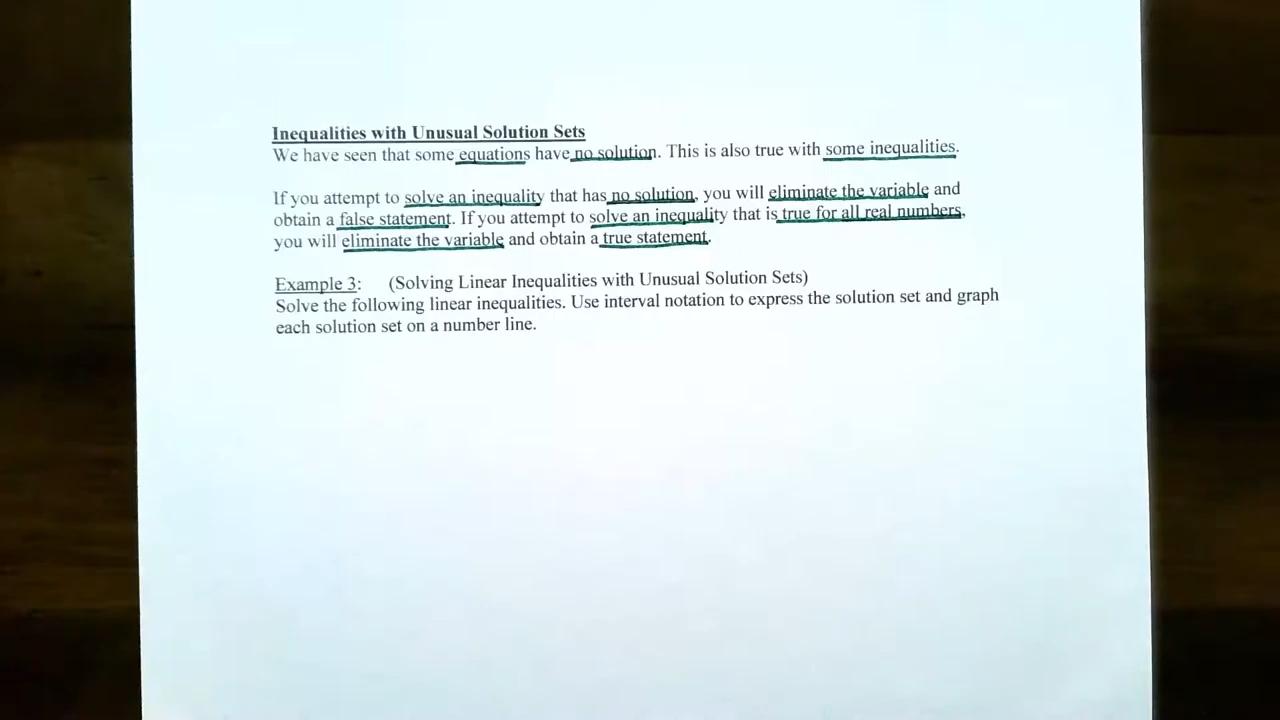 Inequalities with Unusual Solution Sets
We have seen that some equations have no solution. This is also true with some inequalities.
If you attempt to solve an inequality that has no solution, you will eliminate the variable and
obtain a false statement. If you attempt to solve an inequality that is true for all real numbers,
you will eliminate the variable and obtain a true statement.
Example 3: (Solving Linear Inequalities with Unusual Solution Sets)
Solve the following linear inequalities. Use interval notation to express the solution set and graph
each solution set on a number line.